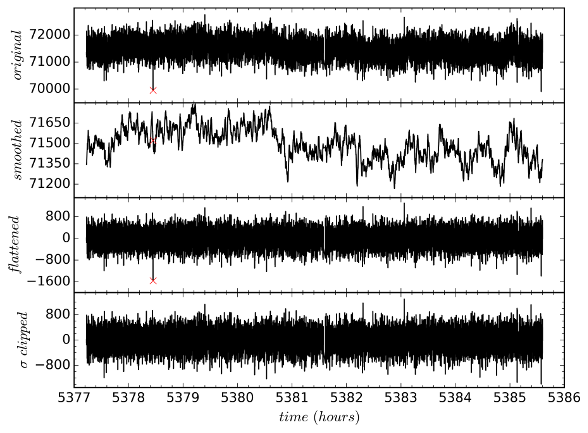 original
72000
71000
70000
smoothed
71650
71500
71350
71200
flattened
800
0
−800
−1600
σ clipped
800
0
−800
5377 5378 5379 5380 5381 5382 5383 5384 5385 5386
time (hours)